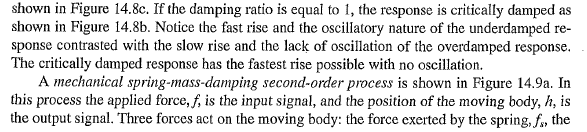 shown in Figure 14.8c. If the damping ratio is equal to 1, the response is critically damped as
shown in Figure 14.8b. Notice the fast rise and the oscillatory nature of the underdamped re-
sponse contrasted with the slow rise and the lack of oscillation of the overdamped response.
The critically damped response has the fastest rise possible with no oscillation.
A mechanical spring-mass-damping second-order process is shown in Figure 14.9a. In
this process the applied force, f, is the input signal, and the position of the moving body, h, is
the output signal. Three forces act on the moving body: the force exerted by the spring, fₛ, the